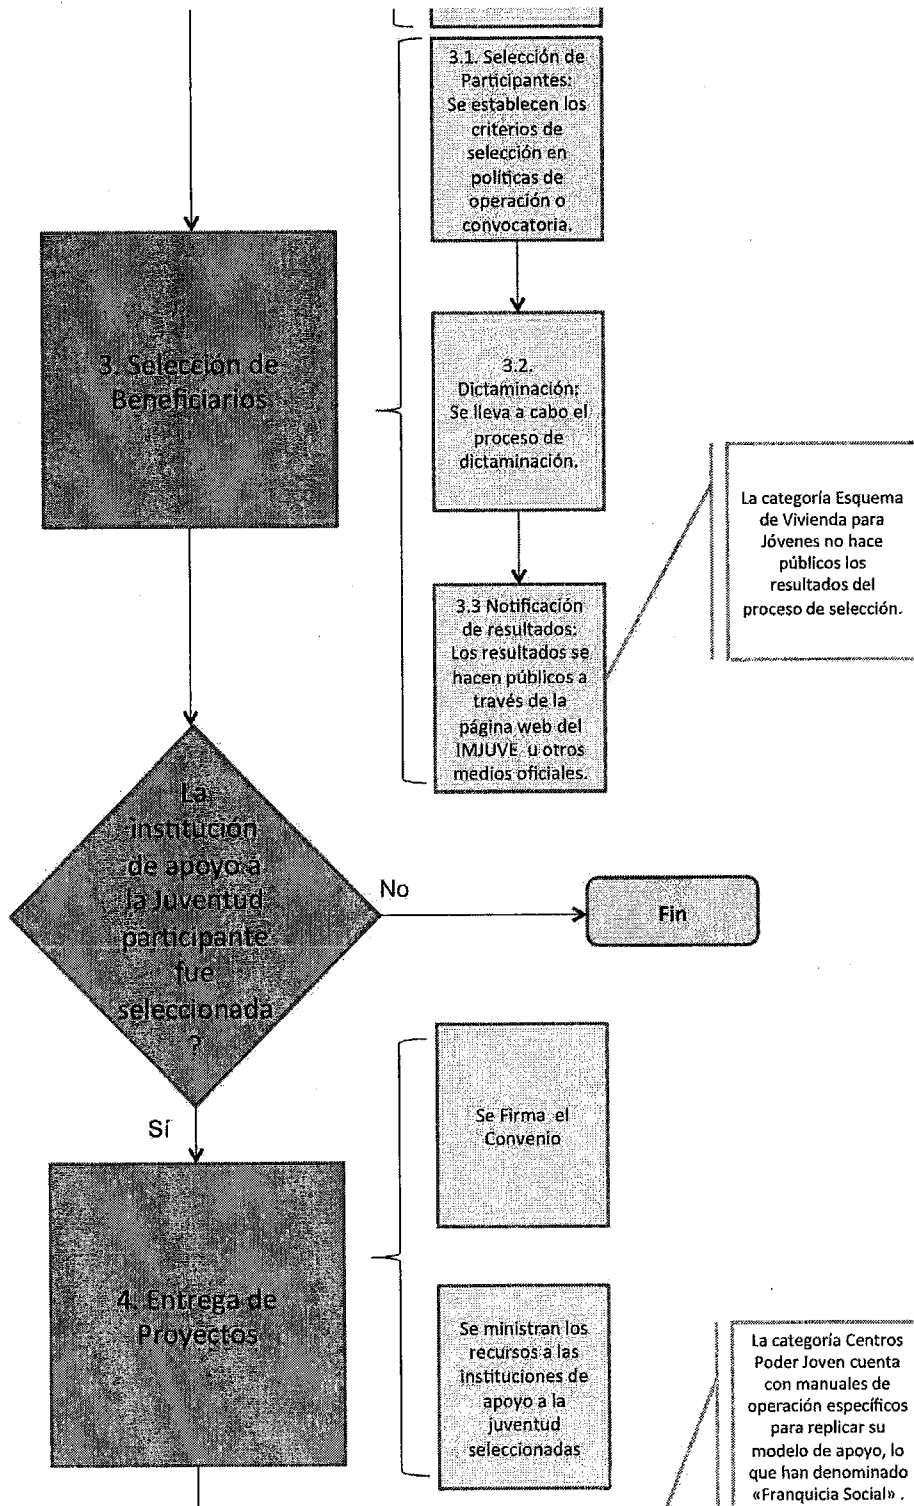 3.1. Selección de
Participantes:
Se establecen los
criterios de
selección en
políticas de
operación o
convocatoria.
3. Selección de
Beneficiarios
3.2.
Dictaminación:
Se lleva a cabo el
proceso de
dictaminación.
La categoría Esquema
de Vivienda para
Jóvenes no hace
públicos los
resultados del
proceso de selección.
3.3 Notificación
de resultados:
Los resultados se
hacen públicos a
través de la
página web del
IMJUVE u otros
medios oficiales.
La
institución
de apoyo a
la Juventud
participante
fue
seleccionada
?
No
Fin
Sí
Se Firma el
Convenio
4. Entrega de
Proyectos
Se ministran los
recursos a las
instituciones de
apoyo a la
juventud
seleccionadas
La categoría Centros
Poder Joven cuenta
con manuales de
operación específicos
para replicar su
modelo de apoyo, lo
que han denominado
«Franquicia Social» .